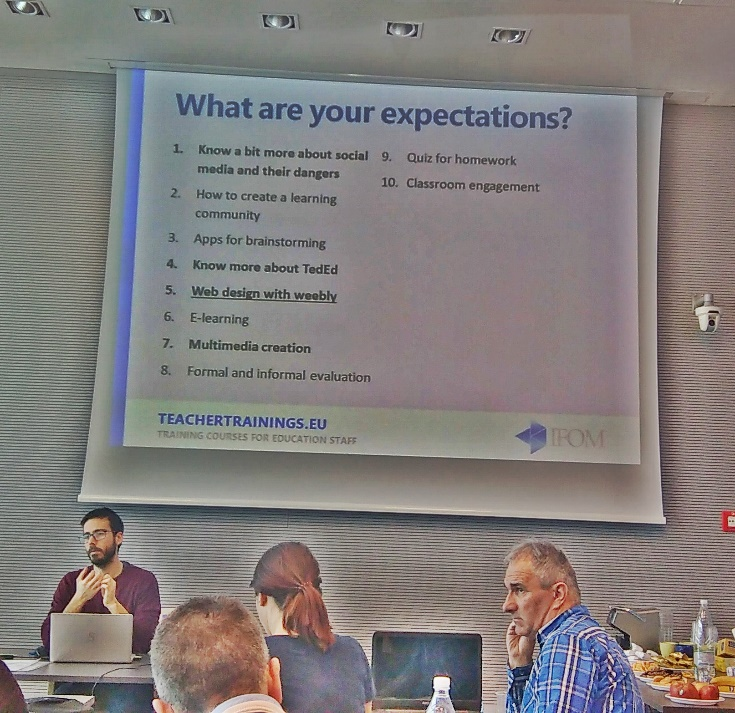 What are your expectations?
1. Know a bit more about social
media and their dangers
2. How to create a learning
community
3. Apps for brainstorming
4. Know more about TedEd
5. Web design with weebly
6. E-learning
7. Multimedia creation
8. Formal and informal evaluation
9. Quiz for homework
10. Classroom engagement
TEACHERTRAININGS.EU
TRAINING COURSES FOR EDUCATION STAFF
IFOM